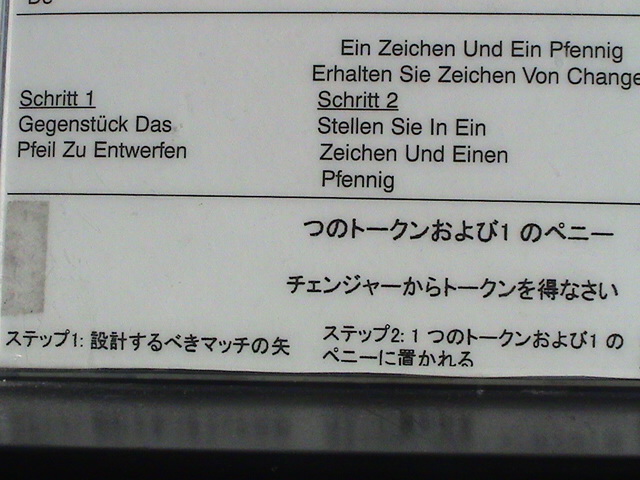 Ein Zeichen Und Ein Pfennig
Erhalten Sie Zeichen Von Change
Schritt 1
Gegenstück Das
Pfeil Zu Entwerfen
Schritt 2
Stellen Sie In Ein
Zeichen Und Einen
Pfennig
つのトークンおよび1 のペニー
チェンジャーからトークンを得なさい
ステップ1: 設計するべきマッチの矢
ステップ2: 1 つのトークンおよび1 の
ペニーに置かれる